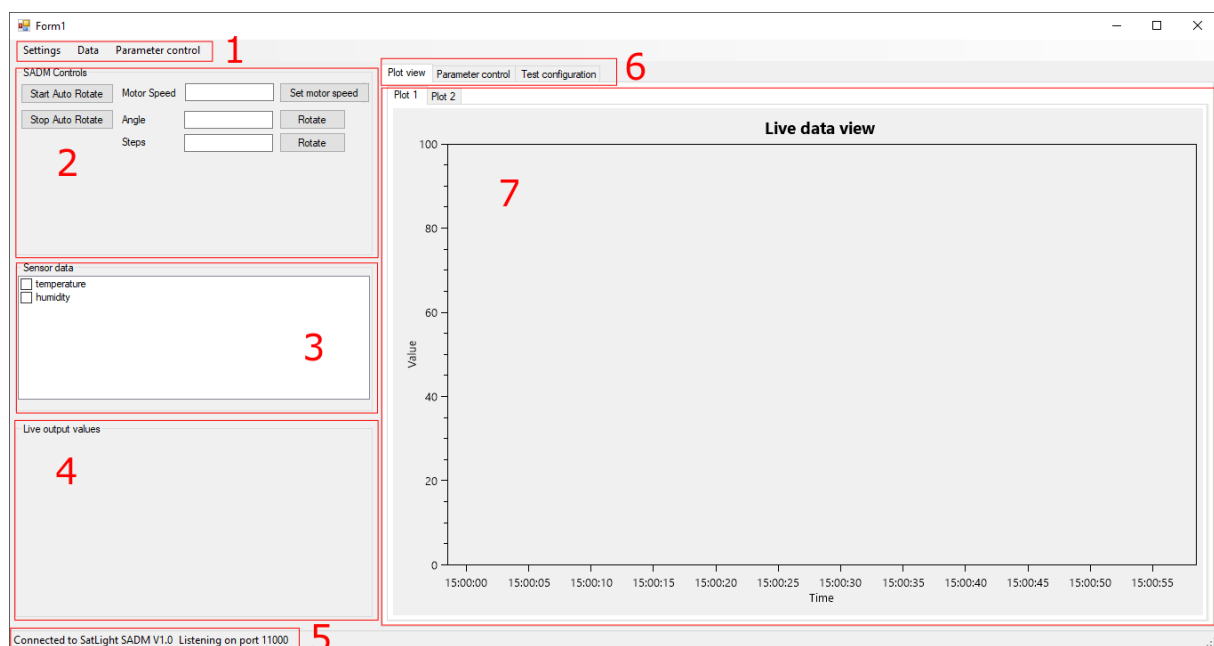 Form1
Settings Data Parameter control 1
SADM Controls
Start Auto Rotate Motor Speed Set motor speed
Stop Auto Rotate Angle Rotate
Steps Rotate
2
Sensor data
temperature
humidity
3
Live output values
4
Connected to SatLight SADM V1.0 Listening on port 11000 5
Plot view Parameter control Test configuration 6
Plot 1 Plot 2
Live data view
7
100
80
60
40
20
0
Value
15:00:00 15:00:05 15:00:10 15:00:15 15:00:20 15:00:25 15:00:30 15:00:35 15:00:40 15:00:45 15:00:50 15:00:55
Time